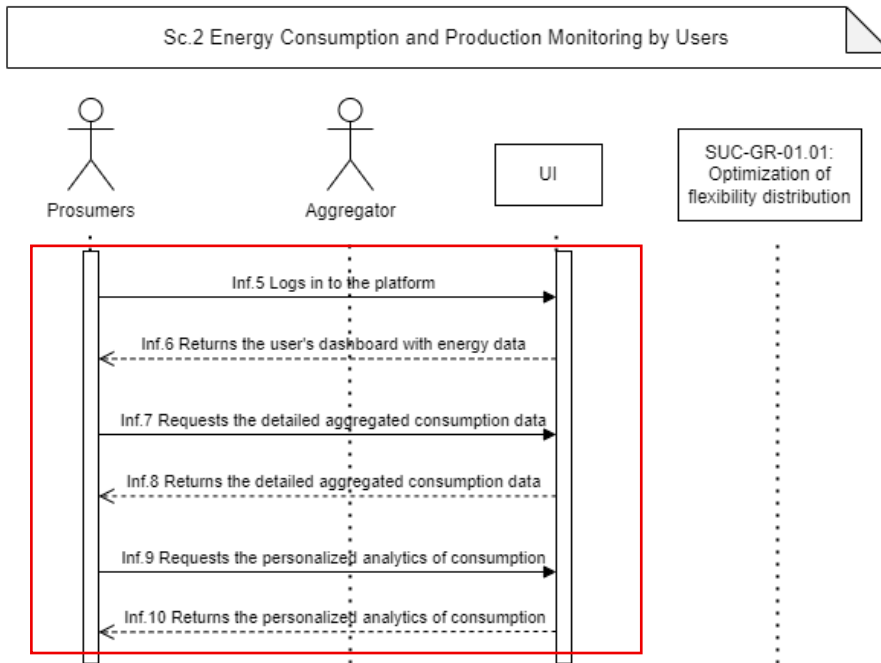 Sc.2 Energy Consumption and Production Monitoring by Users
Prosumers
Aggregator
UI
SUC-GR-01.01:
Optimization of
flexibility distribution
Inf.5 Logs in to the platform
Inf.6 Returns the user's dashboard with energy data
Inf.7 Requests the detailed aggregated consumption data
Inf.8 Returns the detailed aggregated consumption data
Inf.9 Requests the personalized analytics of consumption
Inf.10 Returns the personalized analytics of consumption